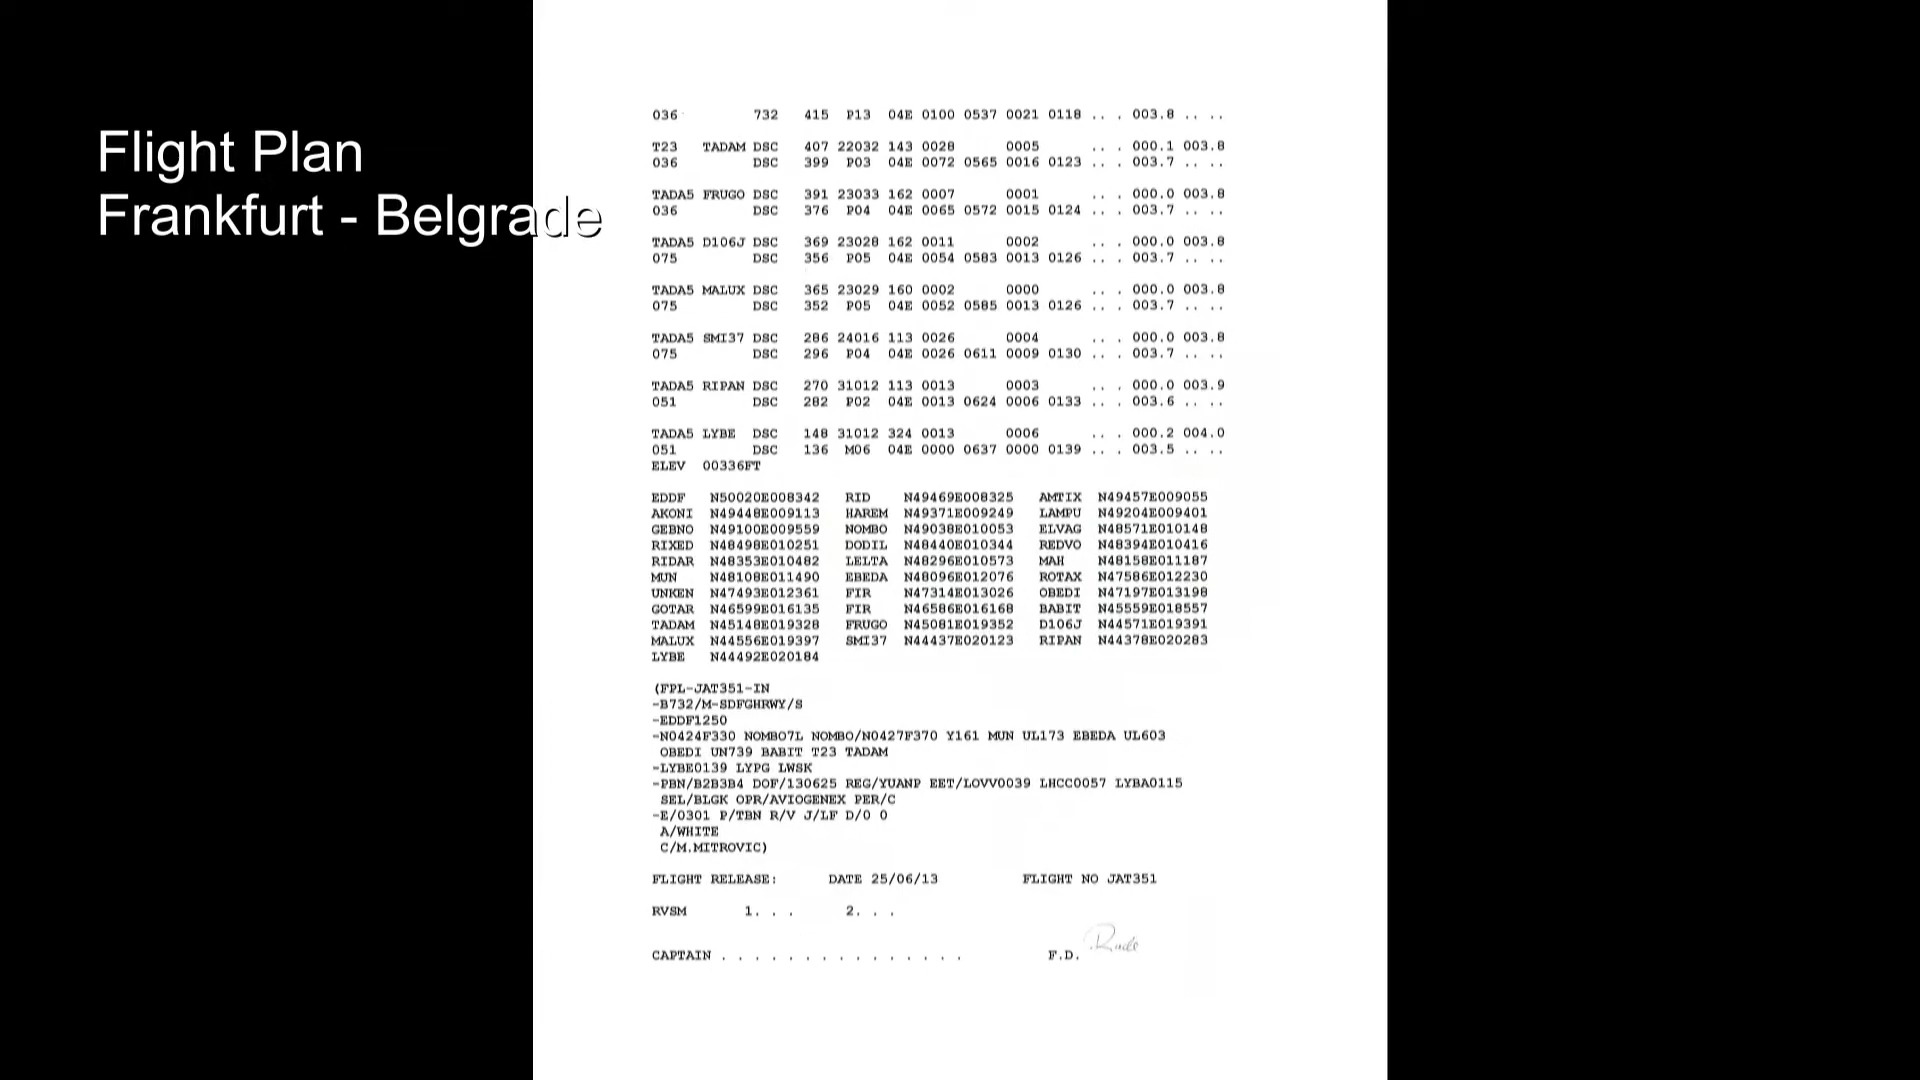 Flight Plan
Frankfurt - Belgrade
036 732 415 P13 04E 0100 0537 0021 0118 .. . 003.8 .. ..
T23 TADAM DSC 407 22032 143 0028 0005 .. . 000.1 003.8
036 DSC 399 P03 04E 0072 0565 0016 0123 .. . 003.7 .. ..
TADA5 FRUGO DSC 391 23033 162 0007 0001 .. . 000.0 003.8
036 DSC 376 P04 04E 0065 0572 0015 0124 .. . 003.7 .. ..
TADA5 D106J DSC 369 23028 162 0011 0002 .. . 000.0 003.8
075 DSC 356 P05 04E 0054 0583 0013 0126 .. . 003.7 .. ..
TADA5 MALUX DSC 365 23029 160 0002 0000 .. . 000.0 003.8
075 DSC 352 P05 04E 0052 0585 0013 0126 .. . 003.7 .. ..
TADA5 SMI37 DSC 286 24016 113 0026 0004 .. . 000.0 003.8
075 DSC 296 P04 04E 0026 0611 0009 0130 .. . 003.7 .. ..
TADA5 RIPAN DSC 270 31012 113 0013 0003 .. . 000.0 003.9
051 DSC 282 P02 04E 0013 0624 0006 0133 .. . 003.6 .. ..
TADA5 LYBE DSC 148 31012 324 0013 0006 .. . 000.2 004.0
051 DSC 136 M06 04E 0000 0637 0000 0139 .. . 003.5 .. ..
ELEV 00336FT
EDDF N50020E008342 RID N49469E008325 AMTIX N49457E009055
AKONI N49448E009113 HAREM N49371E009249 LAMPU N49204E009401
GEBNO N49100E009559 NOMBO N49038E010053 ELVAG N48571E010148
RIXED N48498E010251 DODIL N48440E010344 REDVO N48394E010416
RIDAR N48353E010482 LELTA N48296E010573 MAH N48158E011187
MUN N48108E011490 EBEDA N48096E012076 ROTAX N47586E012230
UNKEN N47493E012361 FIR N47314E013026 OBEDI N47197E013198
GOTAR N46599E016135 FIR N46586E016168 BABIT N45559E018557
TADAM N45148E019328 FRUGO N45081E019352 D106J N44571E019391
MALUX N44556E019397 SMI37 N44437E020123 RIPAN N44378E020283
LYBE N44492E020184
(FPL-JAT351-IN
-B732/M-SDFGHRWY/S
-EDDF1250
-N0424F330 NOMBO7L NOMBO/N0427F370 Y161 MUN UL173 EBEDA UL603
OBEDI UN739 BABIT T23 TADAM
-LYBE0139 LYPG LWSK
-PBN/B2B3B4 DOF/130625 REG/YUANP EET/LOVV0039 LHCC0057 LYBA0115
SEL/BLGK OPR/AVIOGENEX PER/C
-E/0301 P/TBN R/V J/LF D/0 0
A/WHITE
C/M.MITROVIC)
FLIGHT RELEASE: DATE 25/06/13 FLIGHT NO JAT351
RVSM 1. . . 2. . .
CAPTAIN . . . . . . . . . . . . . . . F.D.